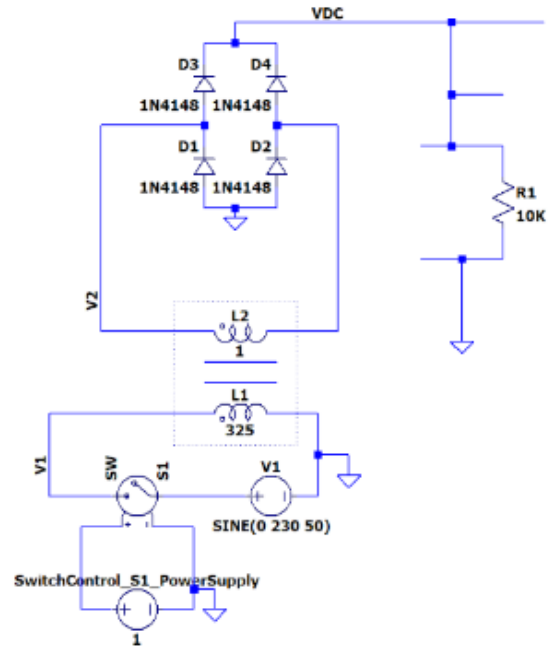 VDC
D3
D4
1N4148
1N4148
D1
D2
1N4148
1N4148
R1
10K
V2
L2
1
L1
325
V1
SW
S1
V1
+ -
SINE(0 230 50)
+ -
SwitchControl_S1_PowerSupply
+ -
1